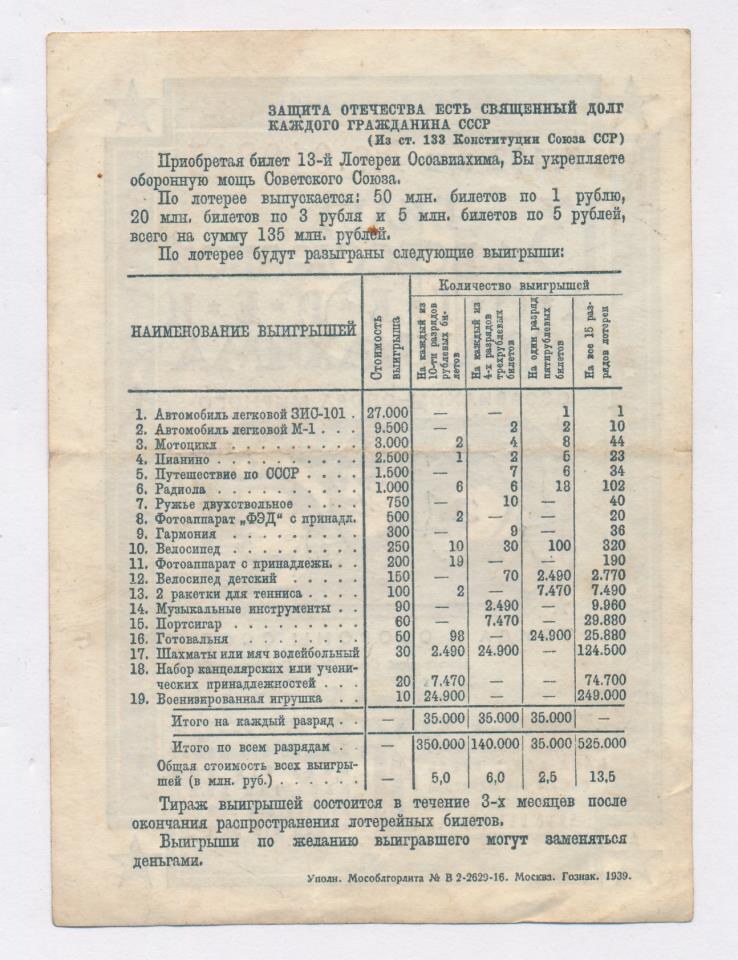 ЗАЩИТА ОТЕЧЕСТВА ЕСТЬ СВЯЩЕННЫЙ ДОЛГ
КАЖДОГО ГРАЖДАНИНА СССР
(Из ст. 133 Конституции Союза ССР)
Приобретая билет 13-й Лотереи Осоавиахима, Вы укрепляете
оборонную мощь Советского Союза.
По лотерее выпускается: 50 млн. билетов по 1 рублю,
20 млн. билетов по 3 рубля и 5 млн. билетов по 5 рублей,
всего на сумму 135 млн. рублей.
По лотерее будут разыграны следующие выигрыши:
НАИМЕНОВАНИЕ ВЫИГРЫШЕЙ
Стоимость
выигрыша
Количество выигрышей
На каждый из
10-ти разрядов
рублевых би-
летов
На каждый из
4-х разрядов
трехрублевых
билетов
На один разряд
пятирублевых
билетов
На все 15 раз-
рядов лотереи
1. Автомобиль легковой ЗИС-101 . 27.000 — — 1 1
2. Автомобиль легковой М-1 . . . 9.500 — 2 2 10
3. Мотоцикл . . . . . . . . . 3.000 2 4 8 44
4. Пианино . . . . . . . . . 2.500 1 2 5 23
5. Путешествие по СССР . . . . 1.500 — 7 6 34
6. Радиола . . . . . . . . . 1.000 6 6 18 102
7. Ружье двухствольное . . . . 750 — 10 — 40
8. Фотоаппарат „ФЭД“ с принадл. 500 2 — — 20
9. Гармония . . . . . . . . 300 — 9 — 36
10. Велосипед . . . . . . . . 250 10 30 100 320
11. Фотоаппарат с принадлежн. . . 200 19 — — 190
12. Велосипед детский . . . . . 150 — 70 2.490 2.770
13. 2 ракетки для тенниса . . . . 100 2 — 7.470 7.490
14. Музыкальные инструменты . . 90 — 2.490 — 9.960
15. Портсигар . . . . . . . . 60 — 7.470 — 29.880
16. Готовальня . . . . . . . 50 98 — 24.900 25.880
17. Шахматы или мяч волейбольный 30 2.490 24.900 — 124.500
18. Набор канцелярских или учени-
ческих принадлежностей . . . 20 7.470 — — 74.700
19. Военизированная игрушка . . 10 24.900 — — 249.000
Итого на каждый разряд . . — 35.000 35.000 35.000 —
Итого по всем разрядам . . — 350.000 140.000 35.000 525.000
Общая стоимость всех выигры-
шей (в млн. руб.) . . . . . . — 5,0 6,0 2,5 13,5
Тираж выигрышей состоится в течение 3-х месяцев после
окончания распространения лотерейных билетов.
Выигрыши по желанию выигравшего могут заменяться
деньгами.
Уполн. Мособлгорлита № В 2-2629-16. Москва. Гознак. 1939.